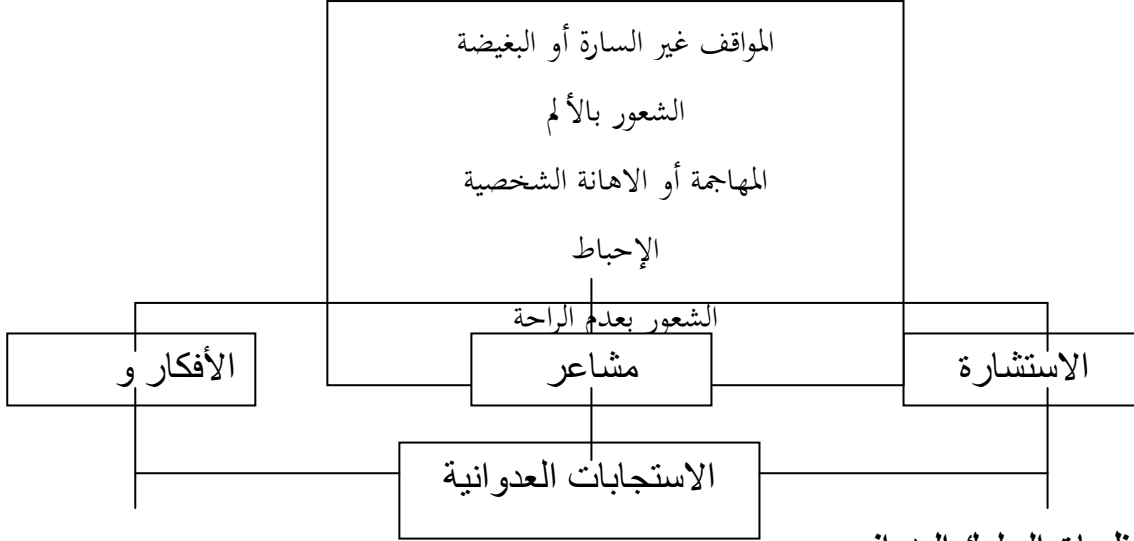 المواقف غير السارة أو البغيضة
الشعور بالألم
المهاجمة أو الاهانة الشخصية
الإحباط
الشعور بعدم الراحة
الاستشارة
مشاعر
الأفكار و
الاستجابات العدوانية